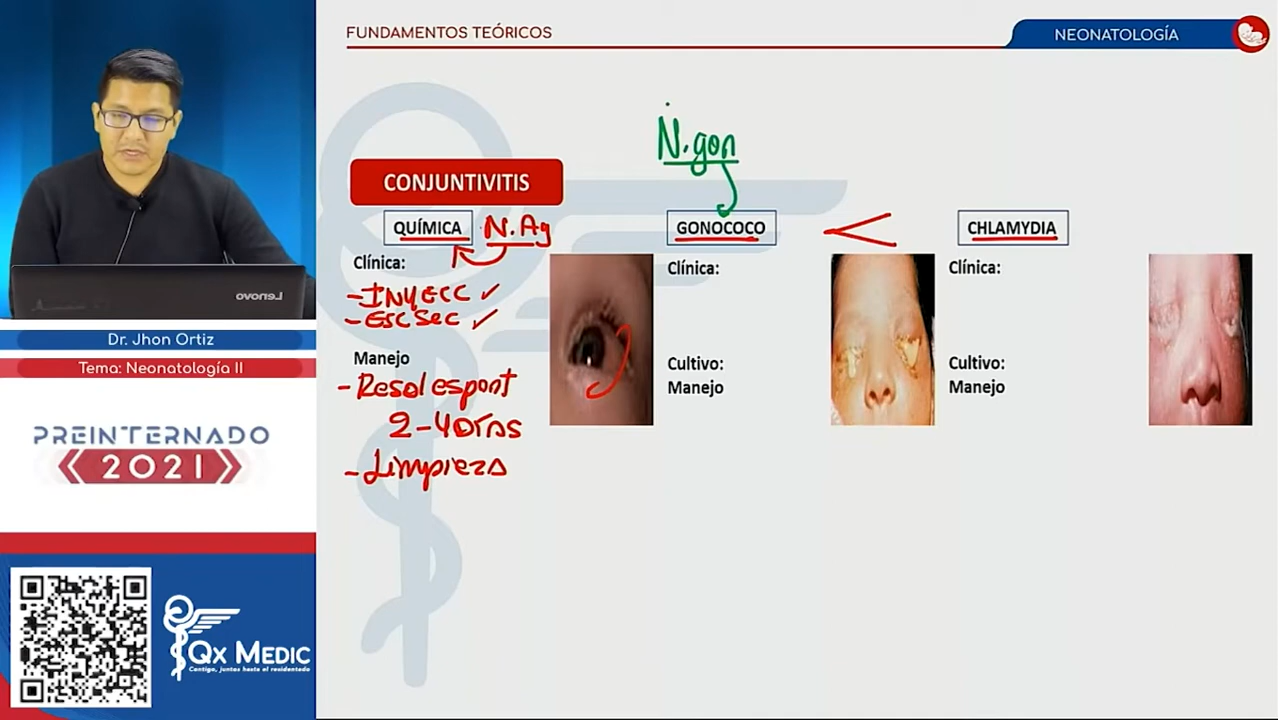 FUNDAMENTOS TEÓRICOS
NEONATOLOGÍA
N.gon
CONJUNTIVITIS
QUÍMICA
N.Ag
Clínica:
- INYECC ✓
- ESC SEC ✓
Manejo
- Resol espont
2-4 días
- Limpieza
GONOCOCO
Clínica:
Cultivo:
Manejo
<
CHLAMYDIA
Clínica:
Cultivo:
Manejo
lenovo
Dr. Jhon Ortiz
Tema: Neonatología II
PREINTERNADO
2021
Qx MEDIC
Contigo, juntos hasta el residentado